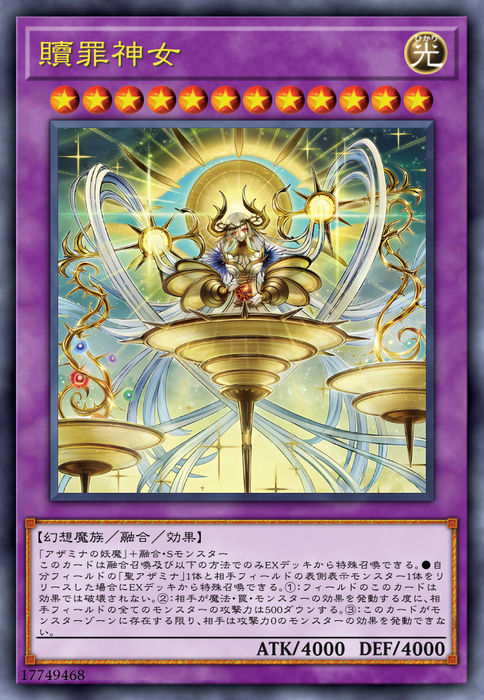 贖罪神女
ひかり
光
【幻想魔族／融合／効果】
「アザミナの妖魔」＋融合・Sモンスター
このカードは融合召喚及び以下の方法でのみEXデッキから特殊召喚できる。●自
分フィールドの「聖アザミナ」1体と相手フィールドの表側表示モンスター1体をリ
リースした場合にEXデッキから特殊召喚できる。①：フィールドのこのカードは
効果では破壊されない。②：相手が魔法・罠・モンスターの効果を発動する度に、相
手フィールドの全てのモンスターの攻撃力は500ダウンする。③：このカードがモ
ンスターゾーンに存在する限り、相手は攻撃力0のモンスターの効果を発動できな
い。
ATK/4000 DEF/4000
17749468